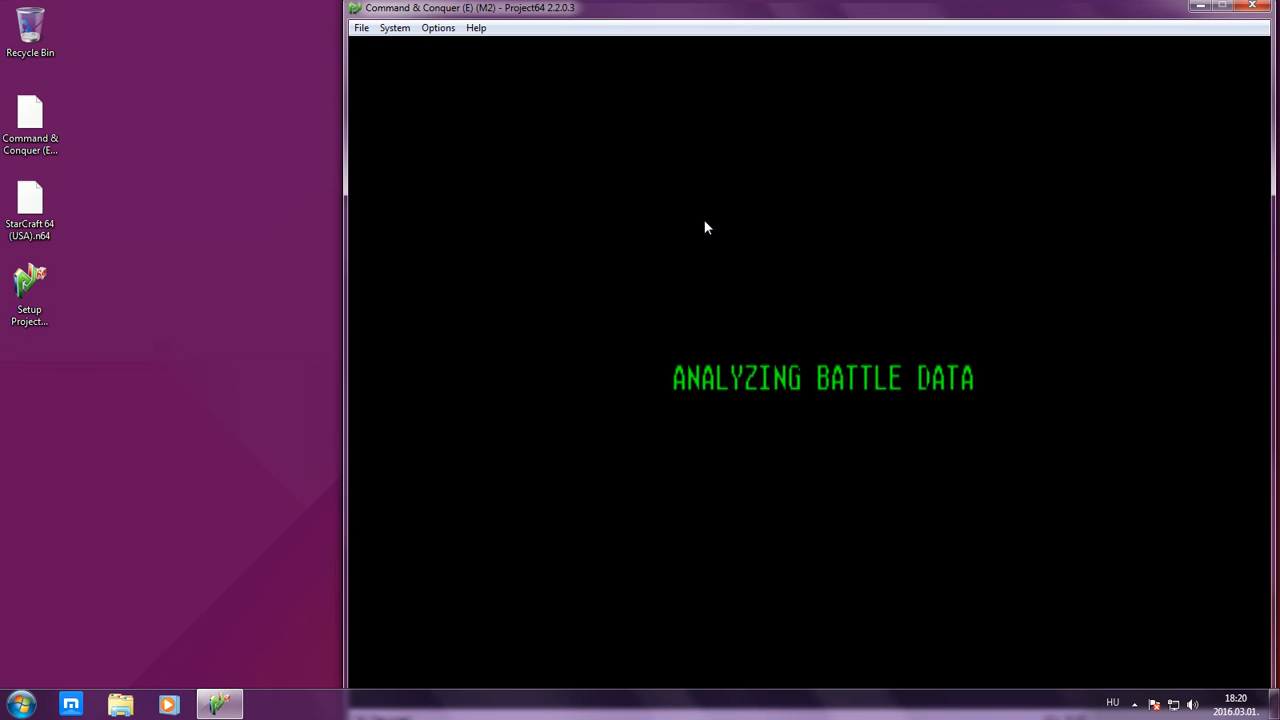 Command & Conquer (E) (M2) - Project64 2.2.0.3
File System Options Help
Recycle Bin
Command &
Conquer (E...
StarCraft 64
(USA).n64
Setup
Project...
ANALYZING BATTLE DATA
HU
18:20
2016.03.01.